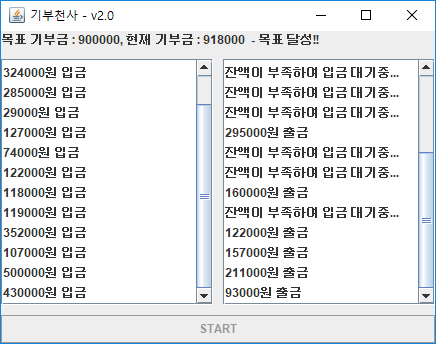 기부천사 - v2.0
목표 기부금 : 900000, 현재 기부금 : 918000 - 목표 달성!!
324000원 입금
285000원 입금
29000원 입금
127000원 입금
74000원 입금
122000원 입금
118000원 입금
119000원 입금
352000원 입금
107000원 입금
500000원 입금
430000원 입금
잔액이 부족하여 입금 대기중...
잔액이 부족하여 입금 대기중...
잔액이 부족하여 입금 대기중...
295000원 출금
잔액이 부족하여 입금 대기중...
잔액이 부족하여 입금 대기중...
160000원 출금
잔액이 부족하여 입금 대기중...
122000원 출금
157000원 출금
211000원 출금
93000원 출금
START